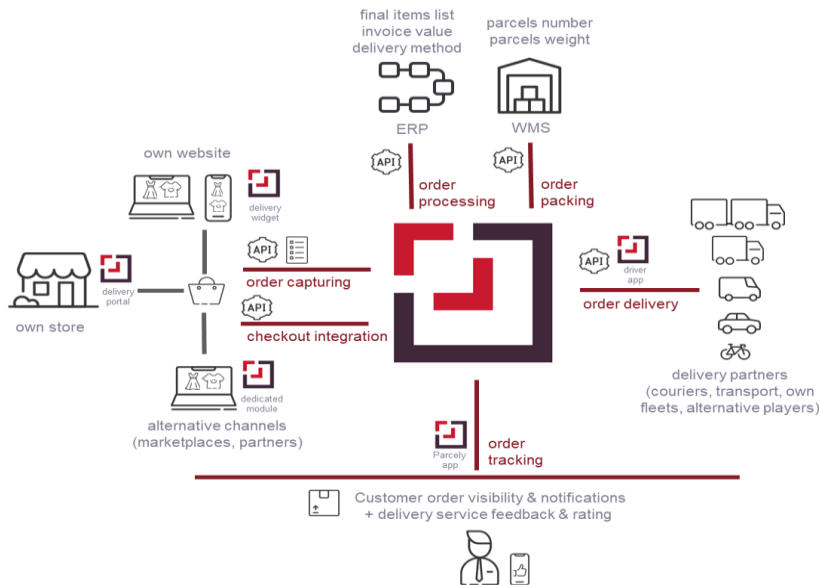 final items list
invoice value
delivery method
parcels number
parcels weight
ERP
WMS
own website
API
API
order
processing
order
packing
delivery
widget
API
API
driver
app
order capturing
order delivery
delivery
portal
own store
API
checkout integration
dedicated
module
delivery partners
(couriers, transport, own
fleets, alternative players)
alternative channels
(marketplaces, partners)
Parcely
app
order
tracking
Customer order visibility & notifications
+ delivery service feedback & rating